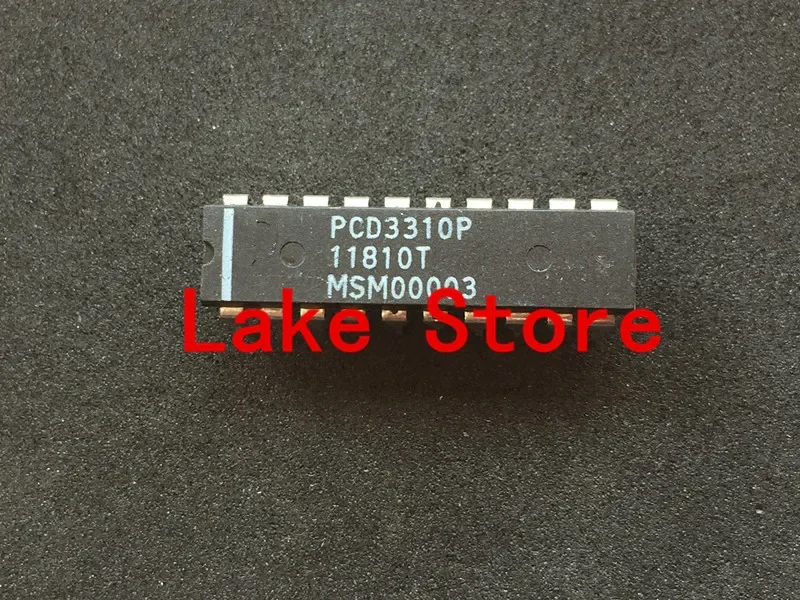 PCD3310P
11810T
MSM00003
Lake Store